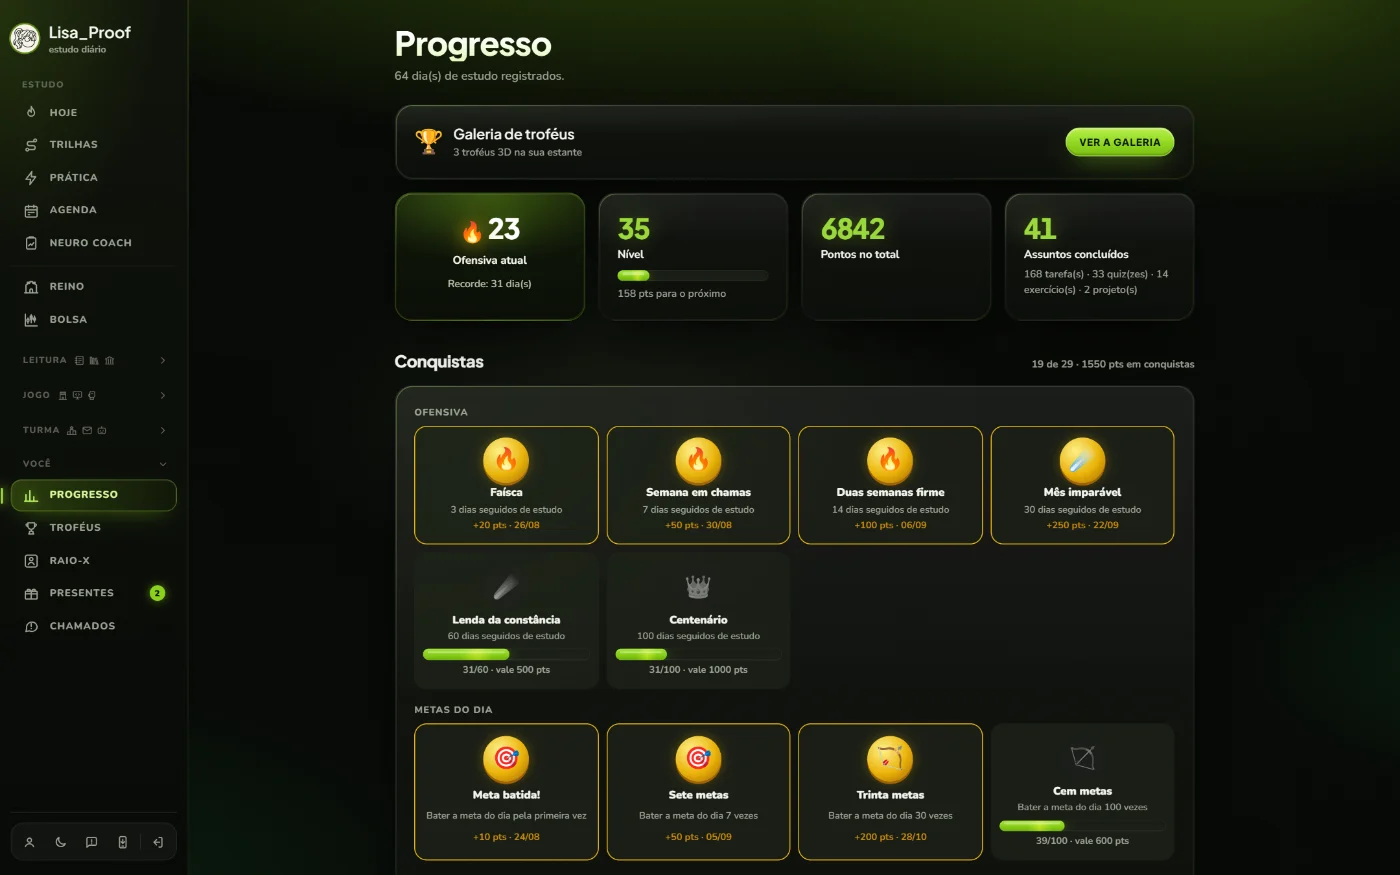 Lisa_Proof
estudo diário
ESTUDO
HOJE
TRILHAS
PRÁTICA
AGENDA
NEURO COACH
REINO
BOLSA
LEITURA
JOGO
TURMA
VOCÊ
PROGRESSO
TROFÉUS
RAIO-X
PRESENTES 2
CHAMADOS
Progresso
64 dia(s) de estudo registrados.
Galeria de troféus
3 troféus 3D na sua estante
VER A GALERIA
23
Ofensiva atual
Recorde: 31 dia(s)
35
Nível
158 pts para o próximo
6842
Pontos no total
41
Assuntos concluídos
168 tarefa(s) · 33 quiz(zes) · 14
exercício(s) · 2 projeto(s)
Conquistas
19 de 29 · 1550 pts em conquistas
OFENSIVA
Faísca
3 dias seguidos de estudo
+20 pts · 26/08
Semana em chamas
7 dias seguidos de estudo
+50 pts · 30/08
Duas semanas firme
14 dias seguidos de estudo
+100 pts · 06/09
Mês imparável
30 dias seguidos de estudo
+250 pts · 22/09
Lenda da constância
60 dias seguidos de estudo
31/60 · vale 500 pts
Centenário
100 dias seguidos de estudo
31/100 · vale 1000 pts
METAS DO DIA
Meta batida!
Bater a meta do dia pela primeira vez
+10 pts · 24/08
Sete metas
Bater a meta do dia 7 vezes
+50 pts · 05/09
Trinta metas
Bater a meta do dia 30 vezes
+200 pts · 28/10
Cem metas
Bater a meta do dia 100 vezes
39/100 · vale 600 pts